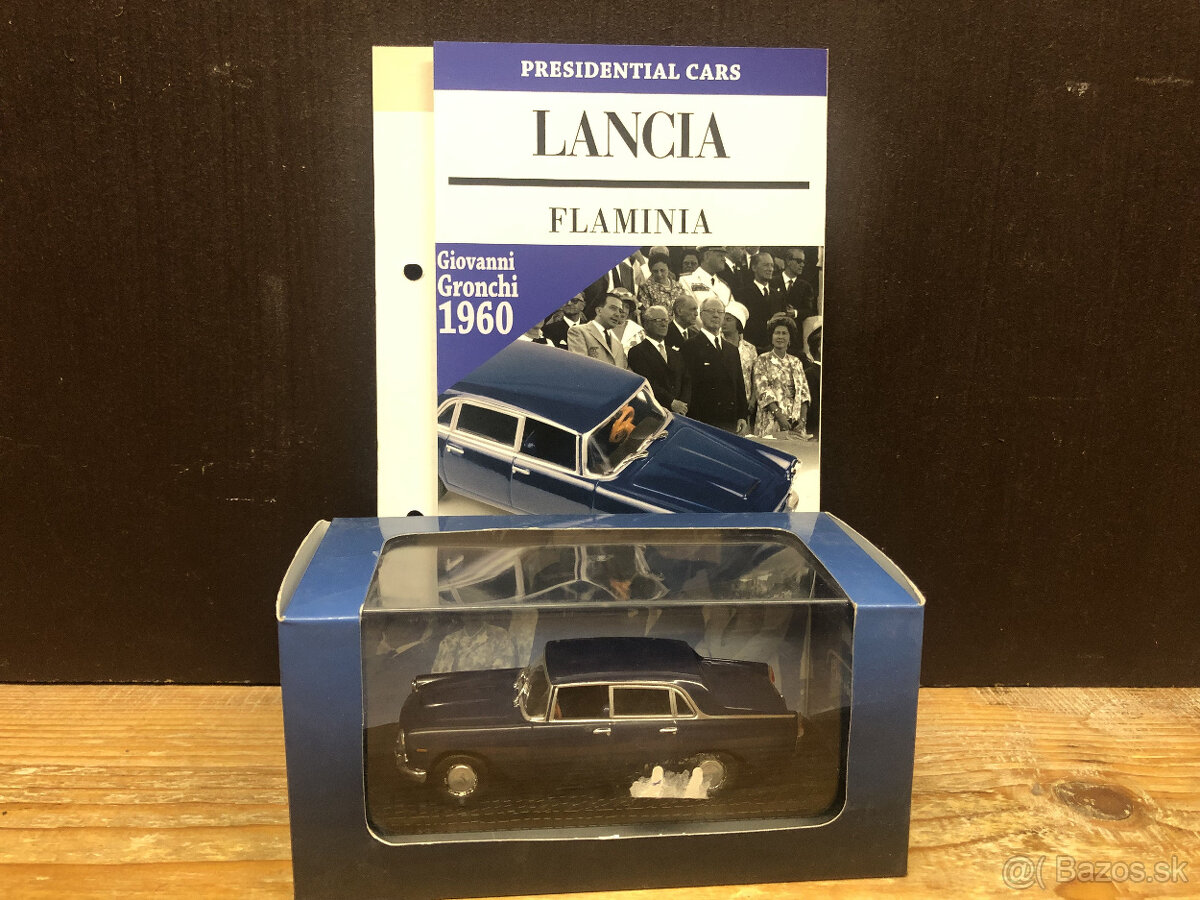 PRESIDENTIAL CARS
LANCIA
FLAMINIA
Giovanni
Gronchi
1960
@( Bazos.sk